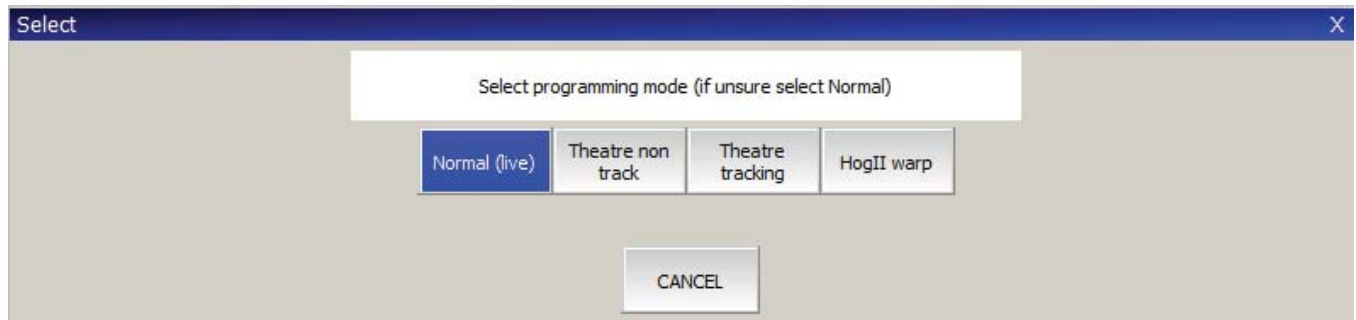 Select X
Select programming mode (if unsure select Normal)
Normal (live)
Theatre non
track
Theatre
tracking
HogII warp
CANCEL